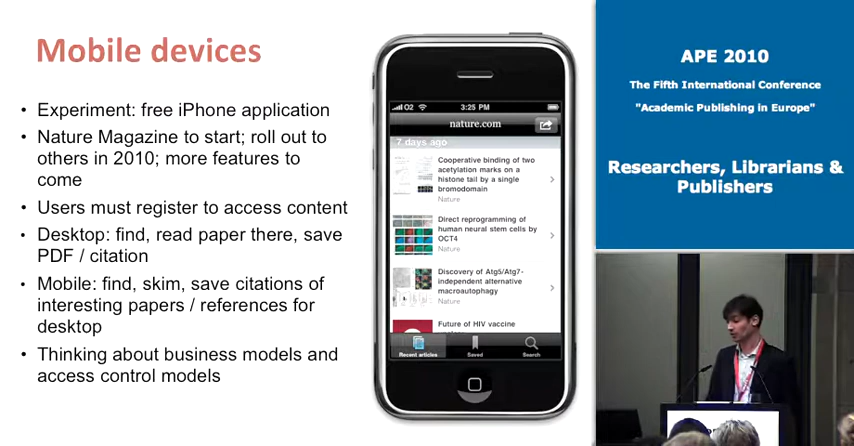 Mobile devices
• Experiment: free iPhone application
• Nature Magazine to start; roll out to
others in 2010; more features to
come
• Users must register to access content
• Desktop: find, read paper there, save
PDF / citation
• Mobile: find, skim, save citations of
interesting papers / references for
desktop
• Thinking about business models and
access control models
O2 3:25 PM
nature.com
7 days ago
Cooperative binding of two
acetylation marks on a
histone tail by a single
bromodomain
Nature
Direct reprogramming of
human neural stem cells by
OCT4
Nature
Discovery of Atg5/Atg7-
independent alternative
macroautophagy
Nature
Future of HIV vaccine
Recent articles Saved Search
APE 2010
The Fifth International Conference
"Academic Publishing in Europe"
Researchers, Librarians &
Publishers